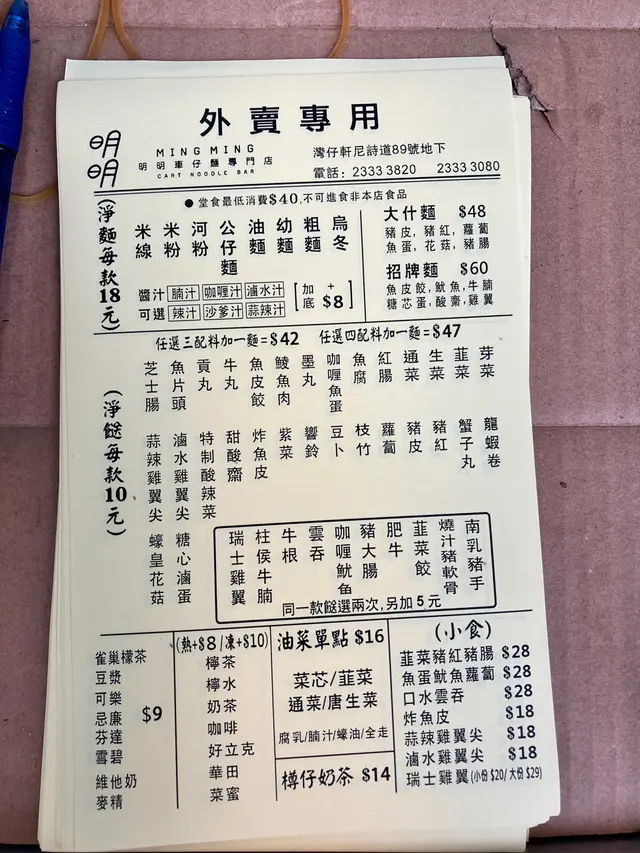 外賣專用
明明
MING MING
明明車仔麵專門店
CART NOODLE BAR
灣仔軒尼詩道89號地下
電話: 2333 3820 2333 3080
● 堂食最低消費$40,不可進食非本店食品
(淨麵每款18元)
米線
米粉
河粉
公仔麵
油麵
幼麵
粗麵
烏冬
醬汁可選
腩汁 咖喱汁 滷水汁
辣汁 沙爹汁 蒜辣汁
加底 + $8
大什麵 $48
豬皮, 豬紅, 蘿蔔
魚蛋, 花菇, 豬腸
招牌麵 $60
魚皮餃, 魷魚, 牛腩
糖芯蛋, 酸齋, 雞翼
任選三配料加一麵=$42 任選四配料加一麵=$47
(淨餸每款10元)
芝士腸
魚片頭
貢丸
牛丸
魚皮餃
鯪魚肉
墨丸
咖喱魚蛋
魚腐
紅腸
通菜
生菜
韮菜
芽菜
蒜辣雞翼尖
滷水雞翼尖
特制酸辣菜
甜酸齋
炸魚皮
紫菜
響鈴
豆卜
枝竹
蘿蔔
豬皮
豬紅
蟹子丸
龍蝦卷
蠔皇花菇
糖心滷蛋
瑞士雞翼
柱侯牛腩
牛根
雲吞
咖喱魷魚
豬大腸
肥牛
韮菜餃
燒汁豬軟骨
南乳豬手
同一款餸選兩次,另加 5 元
雀巢檬茶
豆漿
可樂
忌廉
芬達
雪碧
維他奶
麥精
$9
(熱+$8 / 凍+$10)
檸茶
檸水
奶茶
咖啡
好立克
華田
菜蜜
油菜單點 $16
菜芯/韮菜
通菜/唐生菜
腐乳/腩汁/蠔油/全走
樽仔奶茶 $14
(小食)
韮菜豬紅豬腸 $28
魚蛋魷魚蘿蔔 $28
口水雲吞 $28
炸魚皮 $18
蒜辣雞翼尖 $18
滷水雞翼尖 $18
瑞士雞翼 (小份 $20/ 大份 $29)